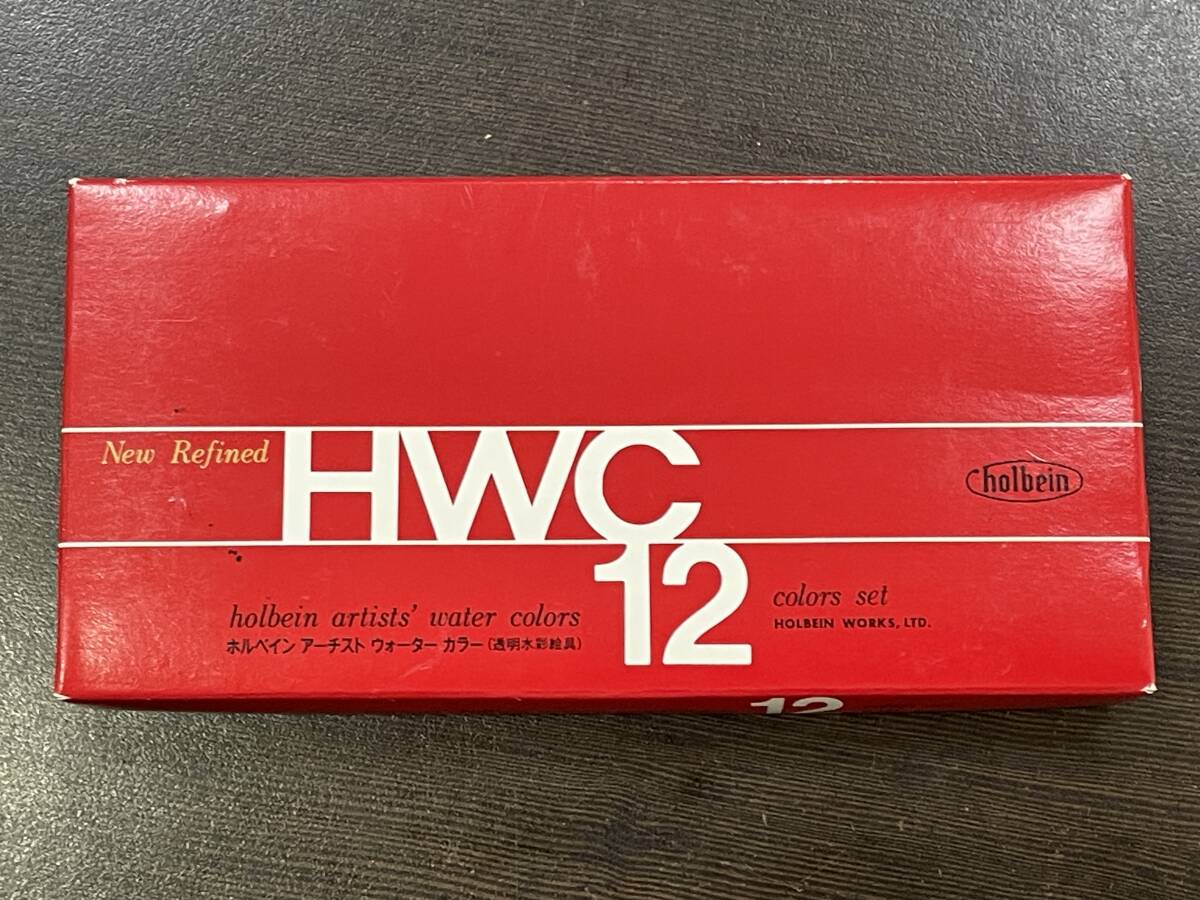 New Refined
HWC
holbein
12
colors set
HOLBEIN WORKS, LTD.
holbein artists' water colors
ホルベイン アーチスト ウォーター カラー(透明水彩絵具)
12